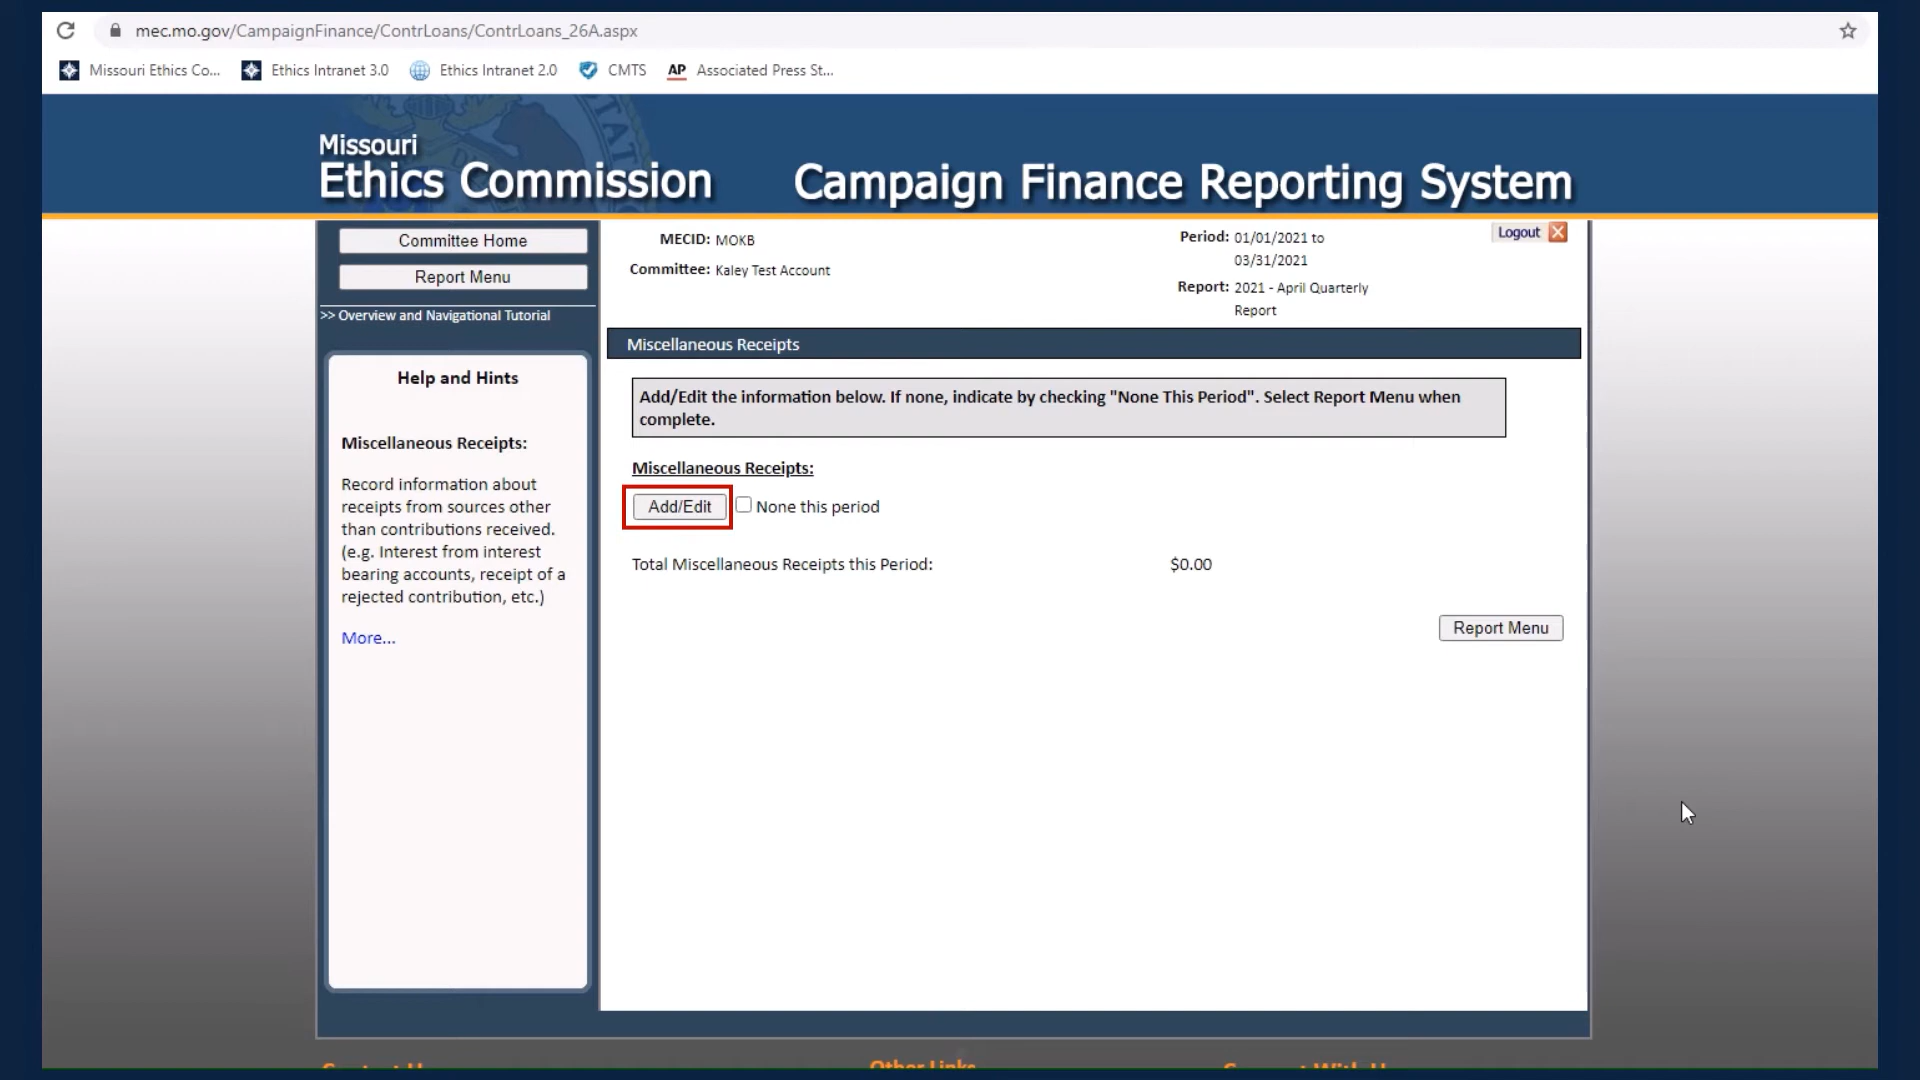 mec.mo.gov/CampaignFinance/ContrLoans/ContrLoans_26A.aspx
Missouri Ethics Co... Ethics Intranet 3.0 Ethics Intranet 2.0 CMTS AP Associated Press St...
Missouri
Ethics Commission Campaign Finance Reporting System
Committee Home
Report Menu
>> Overview and Navigational Tutorial
Help and Hints
Miscellaneous Receipts:
Record information about
receipts from sources other
than contributions received.
(e.g. Interest from interest
bearing accounts, receipt of a
rejected contribution, etc.)
More...
MECID: MOKB
Committee: Kaley Test Account
Period: 01/01/2021 to
03/31/2021
Report: 2021 - April Quarterly
Report
Logout
Miscellaneous Receipts
Add/Edit the information below. If none, indicate by checking "None This Period". Select Report Menu when
complete.
Miscellaneous Receipts:
Add/Edit None this period
Total Miscellaneous Receipts this Period: $0.00
Report Menu
Other Links